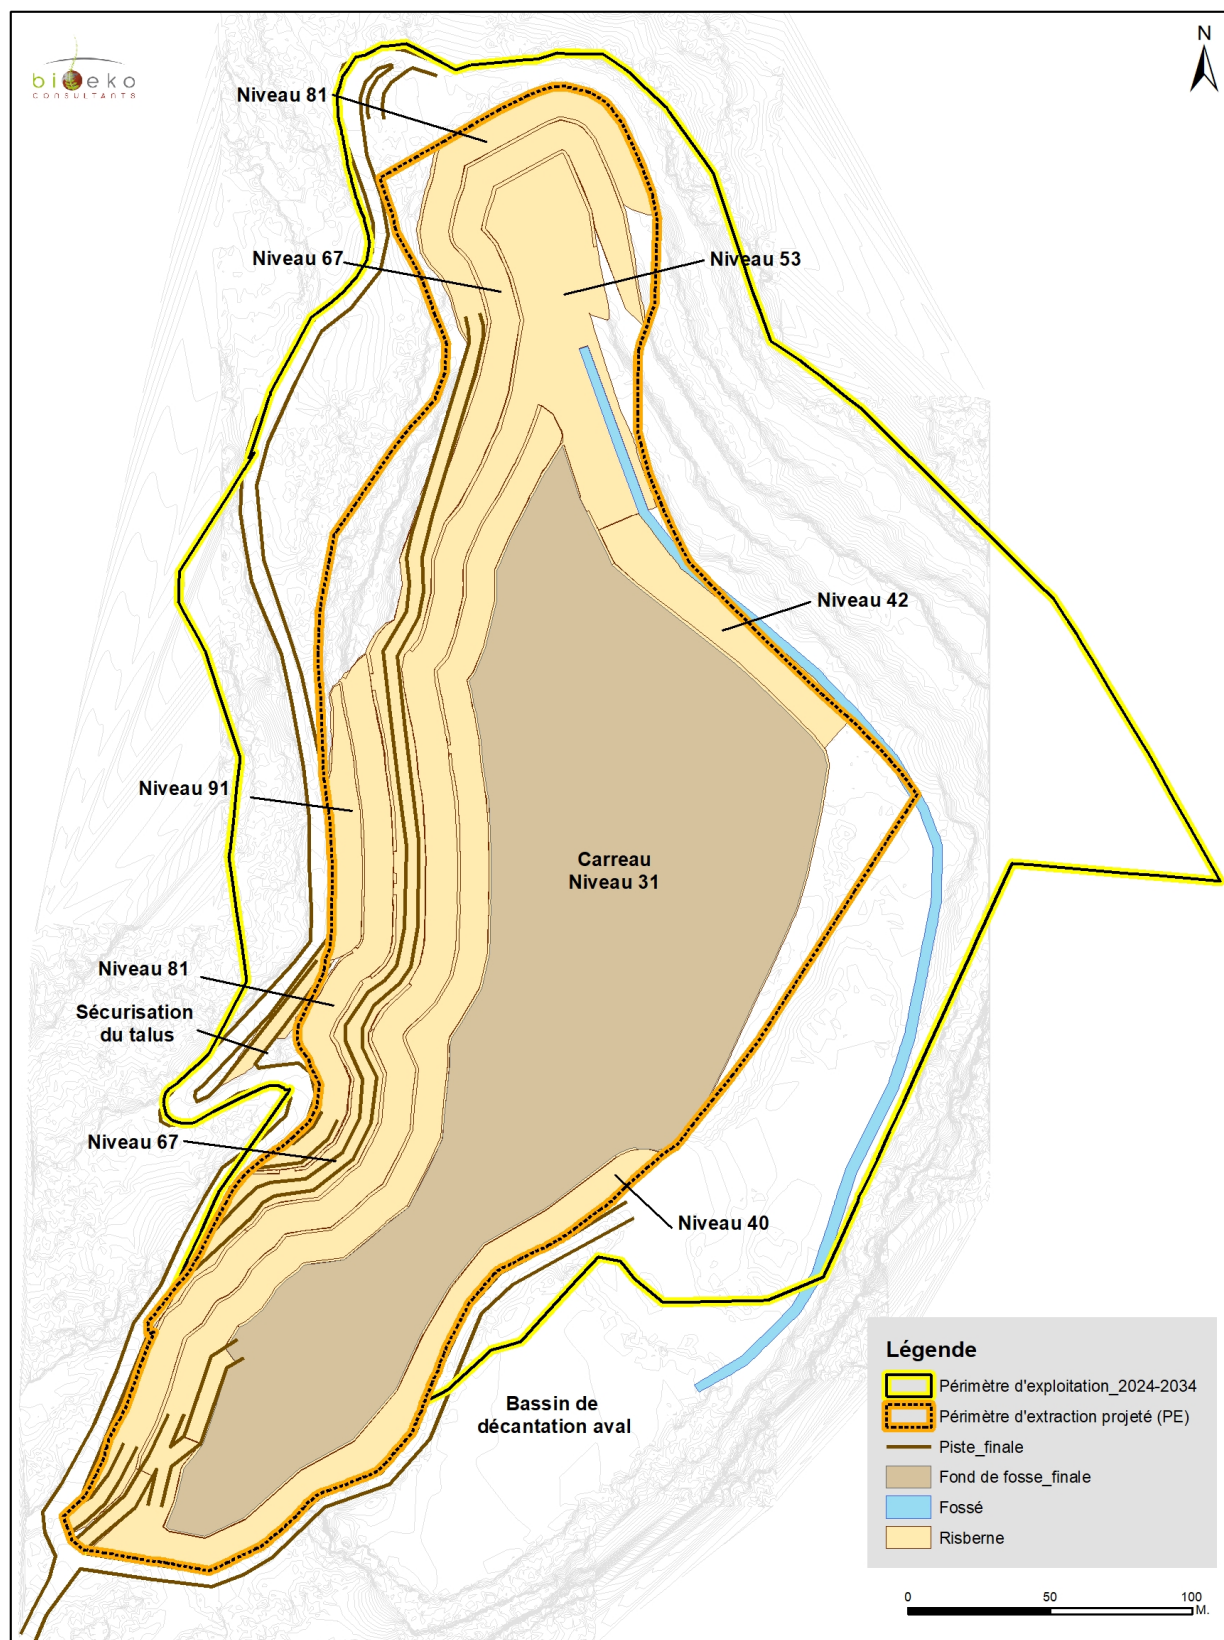 bioeko
CONSULTANTS
N
Niveau 81
Niveau 67
Niveau 53
Niveau 42
Niveau 91
Carreau
Niveau 31
Niveau 81
Sécurisation
du talus
Niveau 67
Niveau 40
Bassin de
décantation aval
Légende
Périmètre d'exploitation_2024-2034
Périmètre d'extraction projeté (PE)
Piste_finale
Fond de fosse_finale
Fossé
Risberne
0 50 100
M.